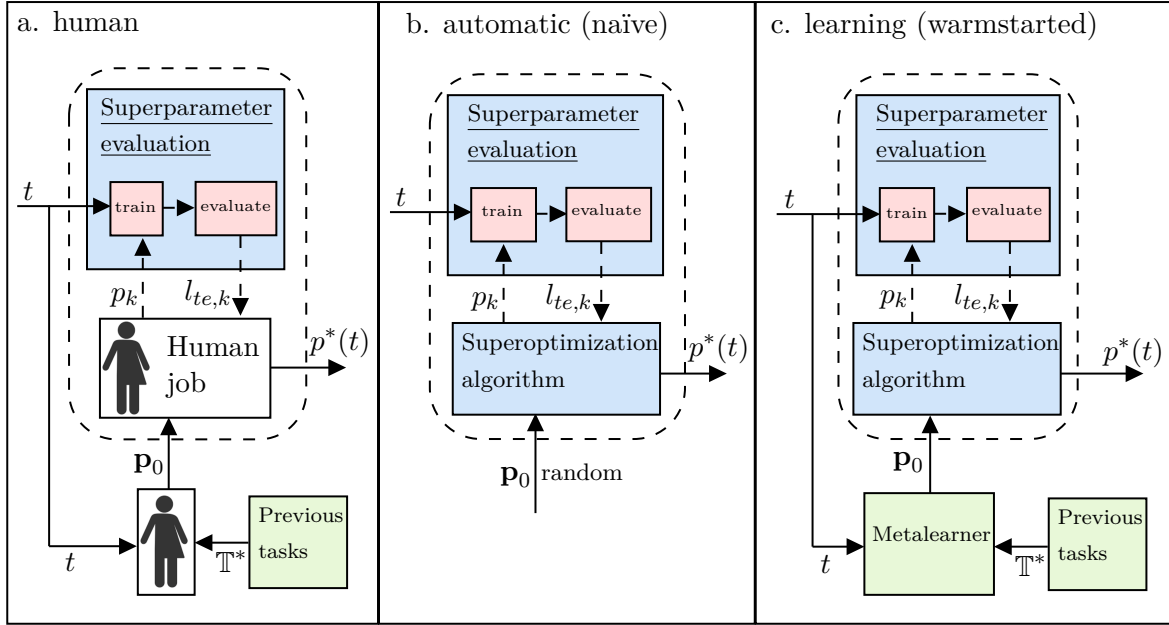 a. human
Superparameter
evaluation
t
train
evaluate
p_k
l_{te,k}
Human
job
p*(t)
𝐩_0
Previous
tasks
𝕋*
t
b. automatic (naïve)
Superparameter
evaluation
t
train
evaluate
p_k
l_{te,k}
Superoptimization
algorithm
p*(t)
𝐩_0 random
c. learning (warmstarted)
Superparameter
evaluation
t
train
evaluate
p_k
l_{te,k}
Superoptimization
algorithm
p*(t)
𝐩_0
Metalearner
Previous
tasks
𝕋*
t